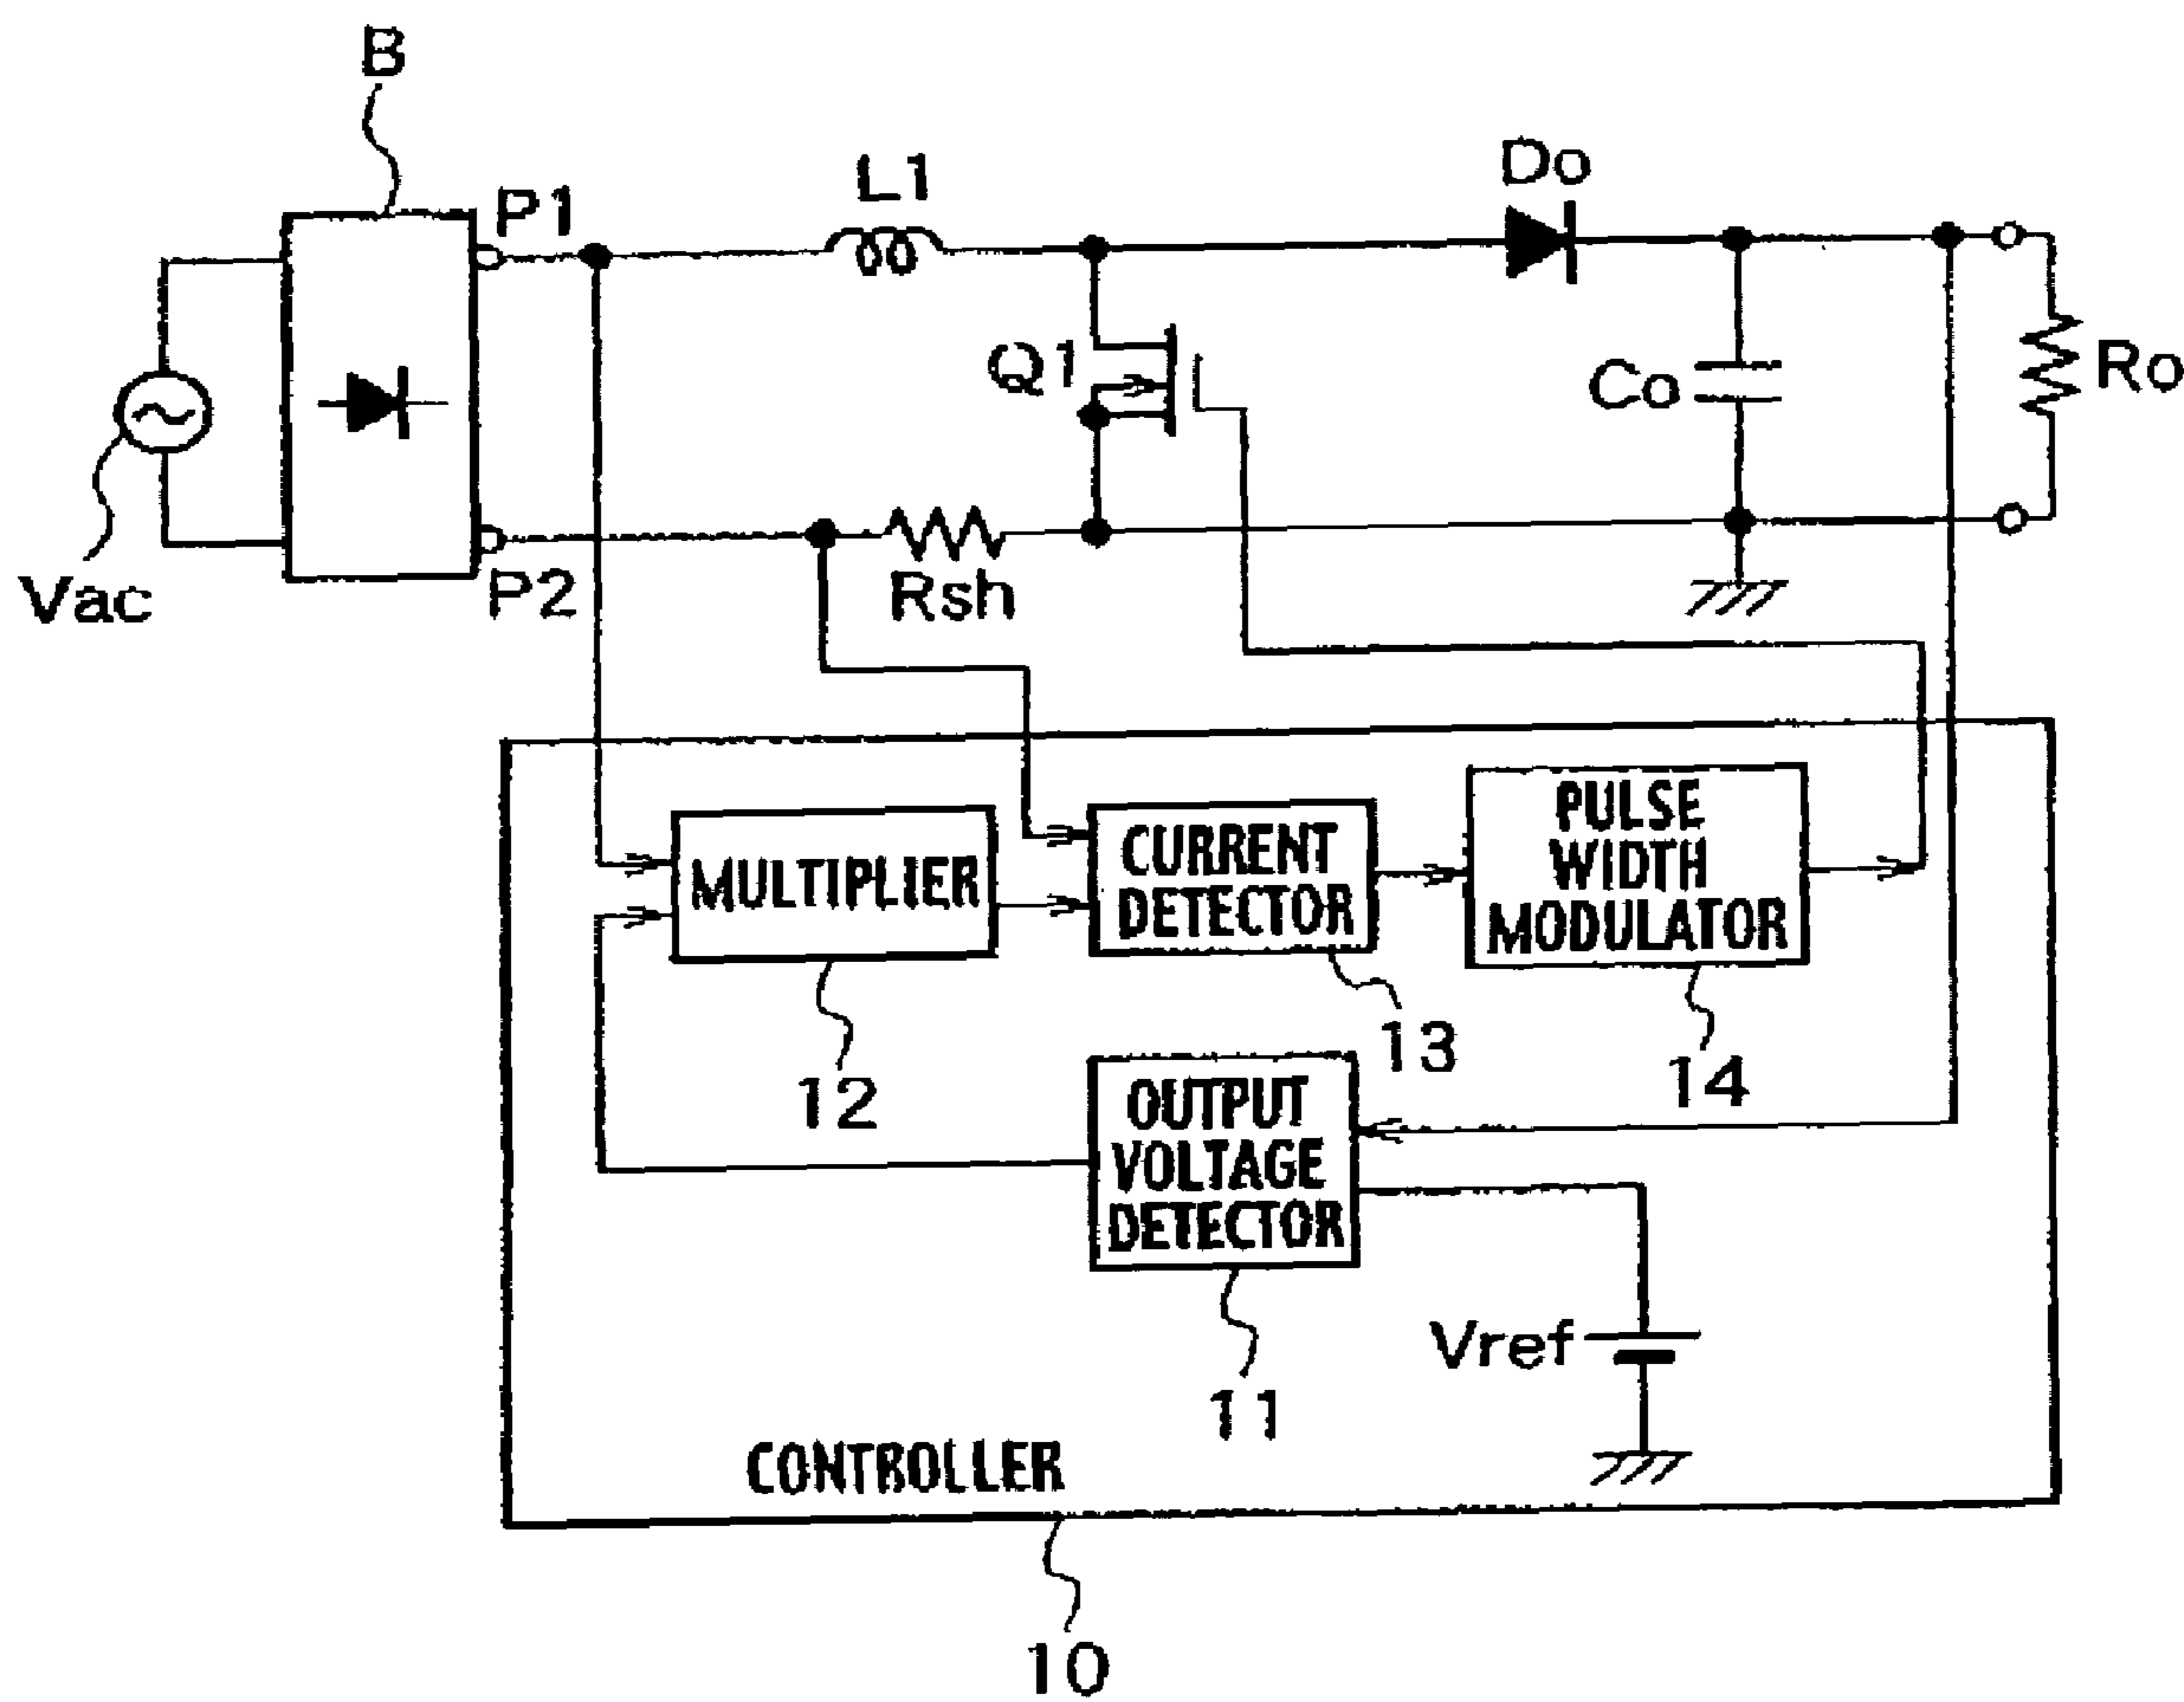 B
P1
L1
Do
Q1
Co
Ro
Vac
P2
Rsh
MULTIPLIER
CURRENT
DETECTOR
PULSE
WIDTH
MODULATOR
12
13
14
OUTPUT
VOLTAGE
DETECTOR
Vref
11
CONTROLLER
10